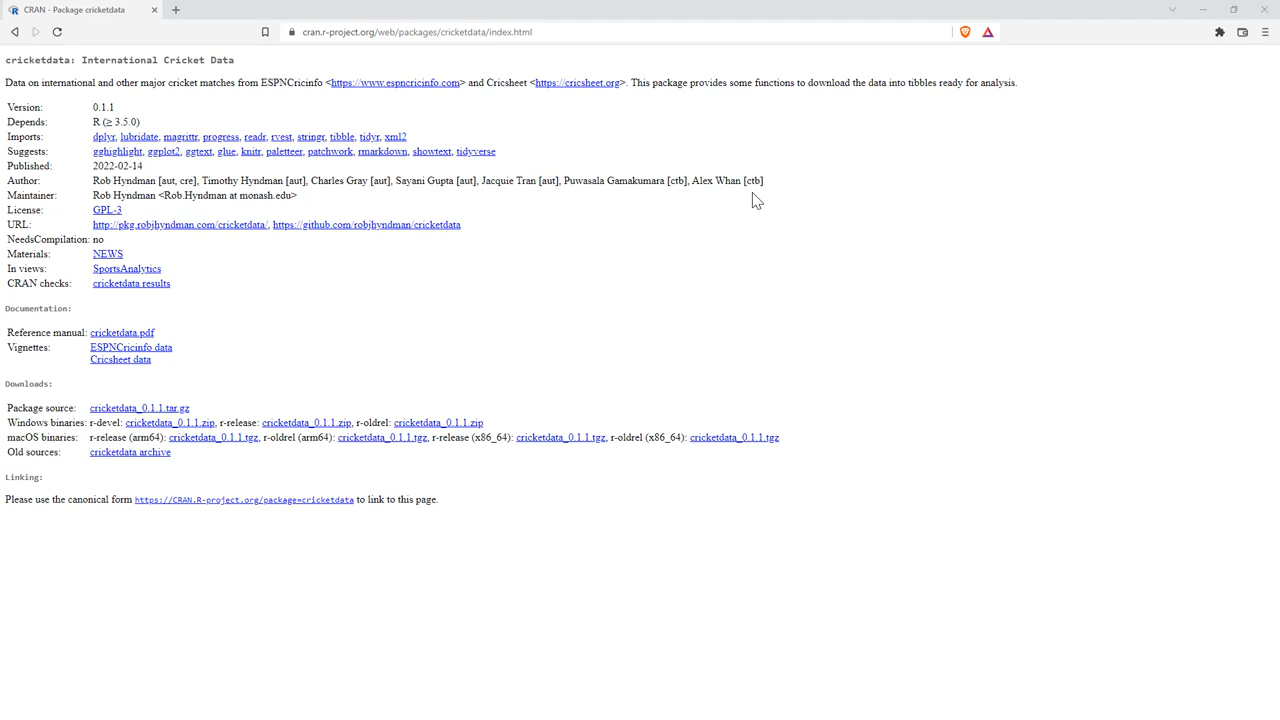 CRAN - Package cricketdata
cran.r-project.org/web/packages/cricketdata/index.html
cricketdata: International Cricket Data
Data on international and other major cricket matches from ESPNCricinfo <https://www.espncricinfo.com> and Cricsheet <https://cricsheet.org>. This package provides some functions to download the data into tibbles ready for analysis.
Version: 0.1.1
Depends: R (≥ 3.5.0)
Imports: dplyr, lubridate, magrittr, progress, readr, rvest, stringr, tibble, tidyr, xml2
Suggests: gghighlight, ggplot2, ggtext, glue, knitr, paletteer, patchwork, rmarkdown, showtext, tidyverse
Published: 2022-02-14
Author: Rob Hyndman [aut, cre], Timothy Hyndman [aut], Charles Gray [aut], Sayani Gupta [aut], Jacquie Tran [aut], Puwasala Gamakumara [ctb], Alex Whan [ctb]
Maintainer: Rob Hyndman <Rob.Hyndman at monash.edu>
License: GPL-3
URL: http://pkg.robjhyndman.com/cricketdata/, https://github.com/robjhyndman/cricketdata
NeedsCompilation: no
Materials: NEWS
In views: SportsAnalytics
CRAN checks: cricketdata results
Documentation:
Reference manual: cricketdata.pdf
Vignettes: ESPNCricinfo data
Cricsheet data
Downloads:
Package source: cricketdata_0.1.1.tar.gz
Windows binaries: r-devel: cricketdata_0.1.1.zip, r-release: cricketdata_0.1.1.zip, r-oldrel: cricketdata_0.1.1.zip
macOS binaries: r-release (arm64): cricketdata_0.1.1.tgz, r-oldrel (arm64): cricketdata_0.1.1.tgz, r-release (x86_64): cricketdata_0.1.1.tgz, r-oldrel (x86_64): cricketdata_0.1.1.tgz
Old sources: cricketdata archive
Linking:
Please use the canonical form https://CRAN.R-project.org/package=cricketdata to link to this page.